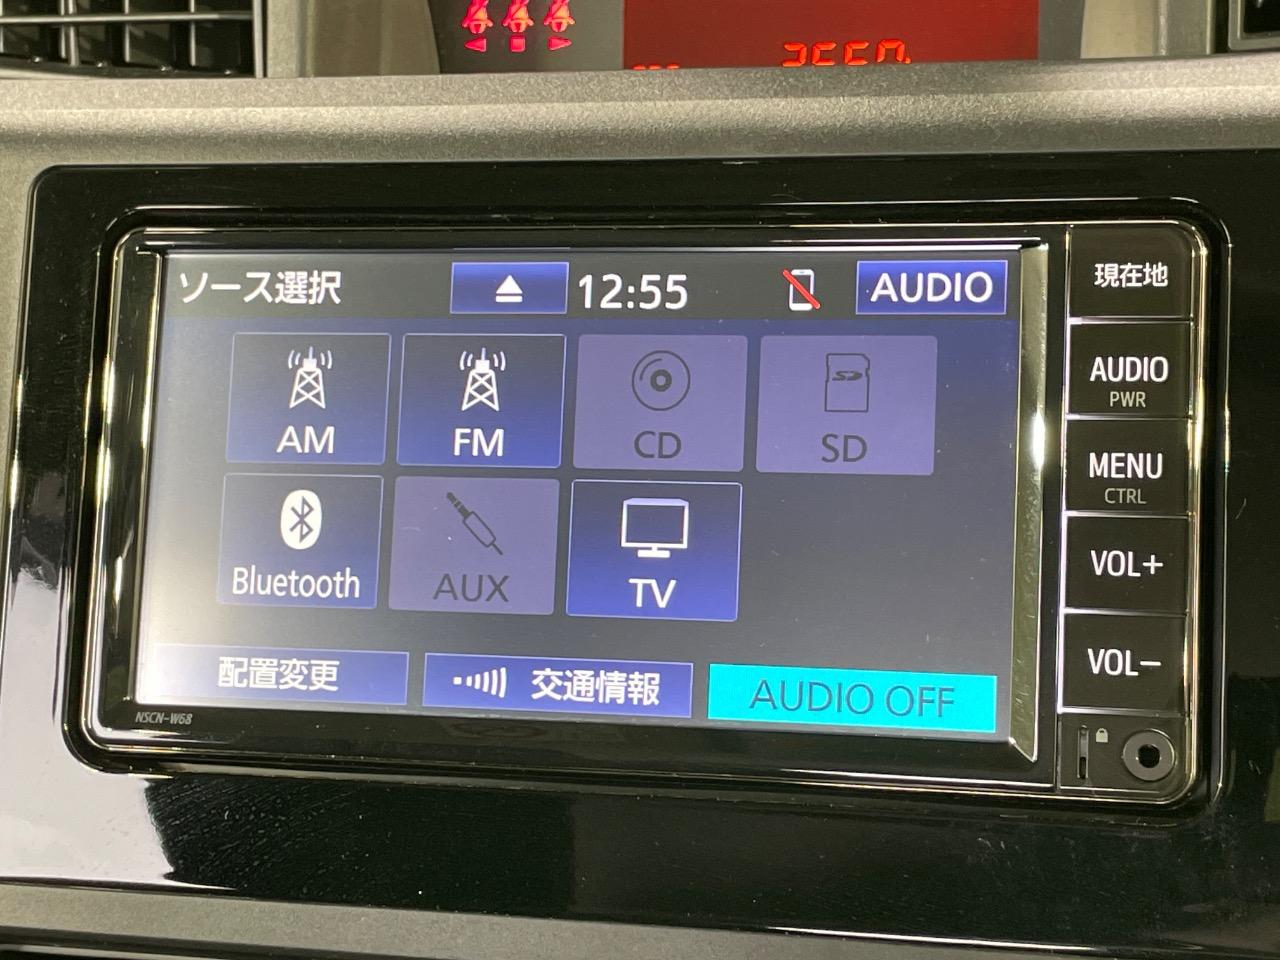 ソース選択
12:55
AUDIO
AM
FM
CD
SD
SD
Bluetooth
AUX
TV
配置変更
交通情報
AUDIO OFF
NSCN-W68
現在地
AUDIO
PWR
MENU
CTRL
VOL+
VOL−